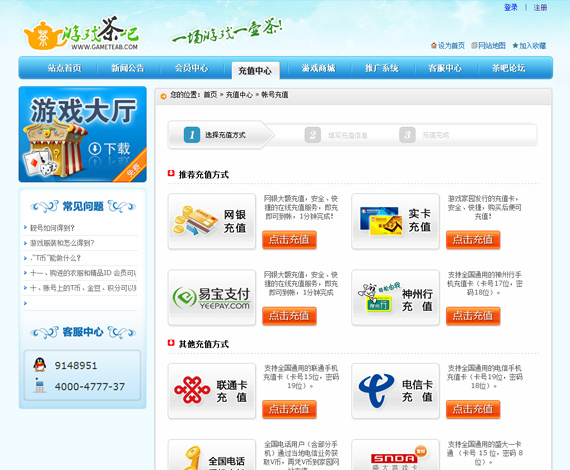 登录 | 注册
游戏茶吧
WWW.GAMETEA8.COM
一场游戏一壶茶!
设为首页 网站地图 加入收藏
站点首页 新闻公告 会员中心 充值中心 游戏商城 推广系统 客服中心 茶吧论坛
游戏大厅
下载
免费
您的位置: 首页 » 充值中心 » 帐号充值
1 选择充值方式 2 填写充值信息 3 充值完成
推荐充值方式
网银
充值
网银大额充值，安全、快
捷的在线充值服务，即充
即可到帐，1分钟完成!
点击充值
实卡
充值
游戏家园发行的充值卡，
安全、快捷，购买后便可
充值!
点击充值
易宝支付
YEEPAY.COM
网银大额充值，安全、快
捷的在线充值服务，即充
即可到帐，1分钟完成
点击充值
轻松由我
神州行
神州行
充 值
支持全国通用的神州行手
机充值卡（卡号17位，密
码18位）。
点击充值
其他充值方式
联通卡
充 值
支持全国通用的联通手机
充值卡（卡号15位，密码
19位）。
点击充值
电信卡
充 值
支持全国通用的电信手机
充值卡（卡号19位，密码
18位）。
点击充值
全国电话
全国电话用户（含部分手
机）通过当地电信业务获
SNDA
盛大游戏卡
支持全国通用的盛大一卡
通 （卡号 15 位，密码 8
位）。
常见问题
靓号如何得到?
游戏服装和怎么得到?
."T币"能做什么?
十一、购进的衣服和精品ID 会员可以
十、账号上的T币、金豆、积分可以
客服中心
9148951
4000-4777-37